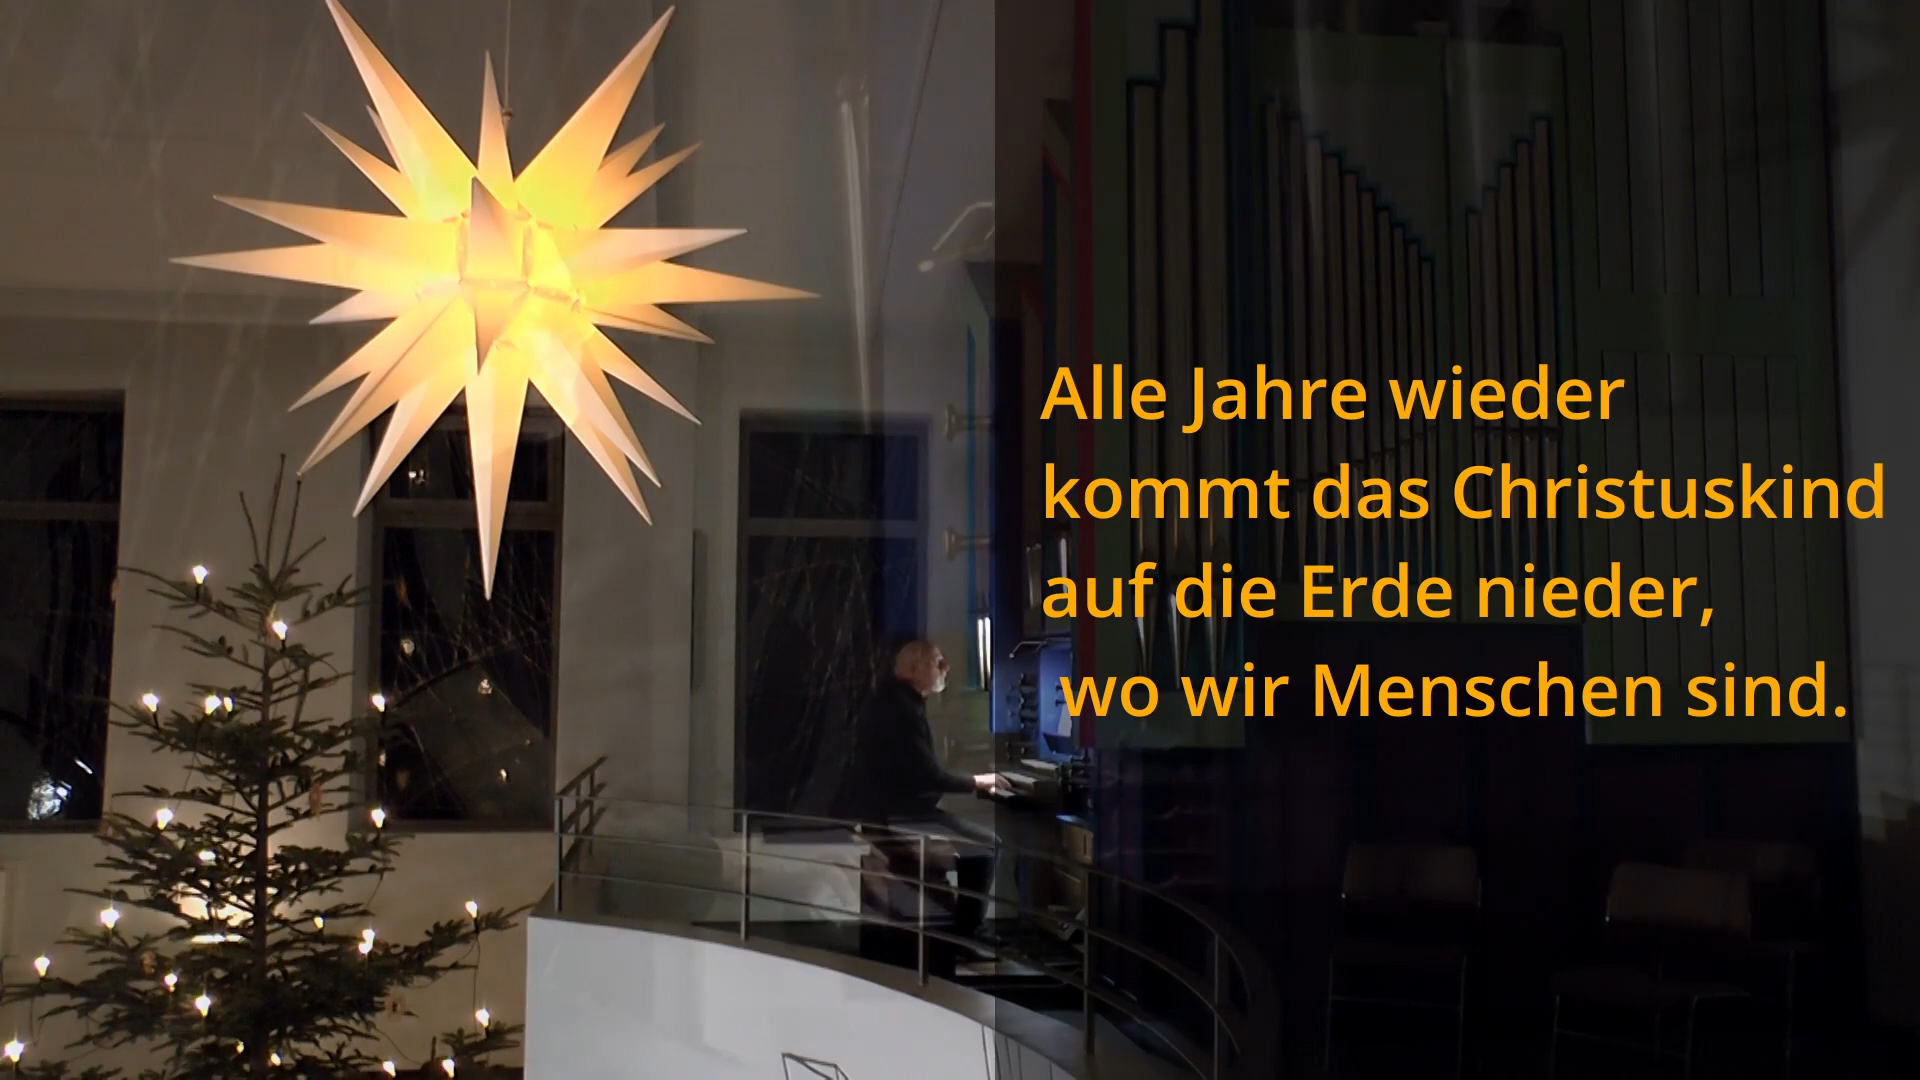 Alle Jahre wieder
kommt das Christuskind
auf die Erde nieder,
wo wir Menschen sind.